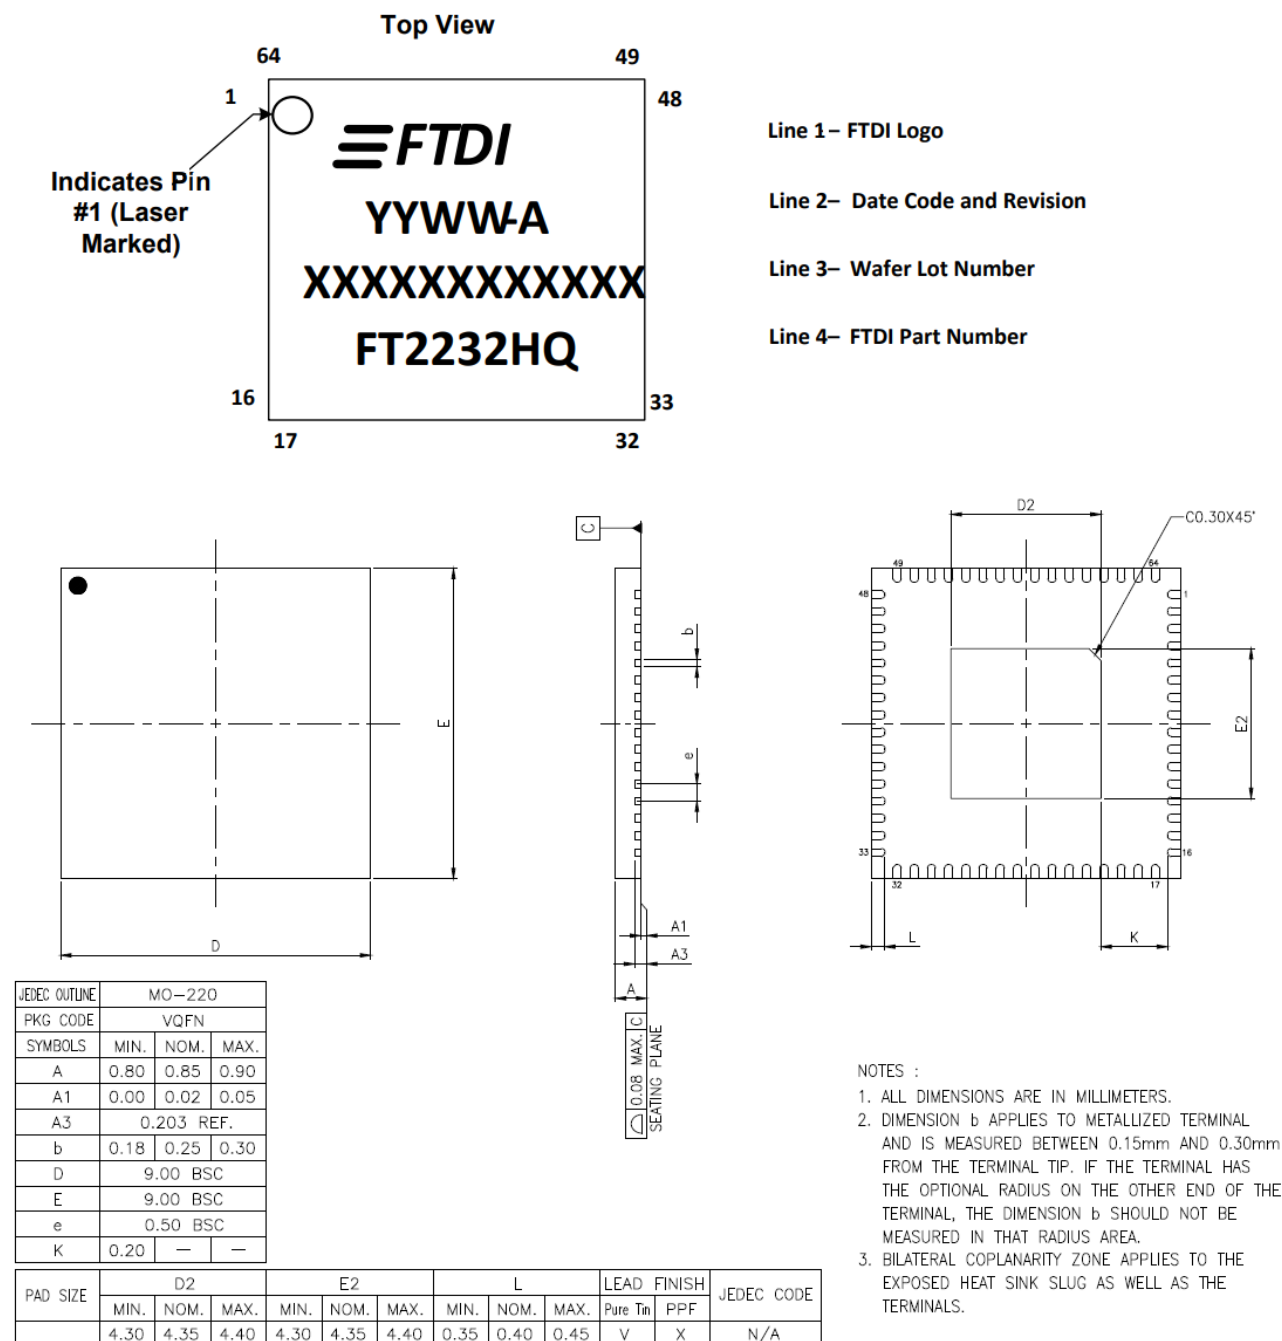 Top View
64
49
1
48
FTDI
Indicates Pin
#1 (Laser
Marked)
YYWW-A
XXXXXXXXXXXX
FT2232HQ
16
33
17
32
Line 1– FTDI Logo
Line 2– Date Code and Revision
Line 3– Wafer Lot Number
Line 4– FTDI Part Number
E
D
C
b
e
A1
A3
A
0.08 MAX. C
SEATING PLANE
D2
C0.30X45°
49
64
48
1
E2
33
16
32
17
L
K
JEDEC OUTLINE MO-220
PKG CODE VQFN
SYMBOLS MIN. NOM. MAX.
A 0.80 0.85 0.90
A1 0.00 0.02 0.05
A3 0.203 REF.
b 0.18 0.25 0.30
D 9.00 BSC
E 9.00 BSC
e 0.50 BSC
K 0.20 — —
PAD SIZE D2 E2 L LEAD FINISH JEDEC CODE
MIN. NOM. MAX. MIN. NOM. MAX. MIN. NOM. MAX. Pure Tin PPF
4.30 4.35 4.40 4.30 4.35 4.40 0.35 0.40 0.45 V X N/A
NOTES :
1. ALL DIMENSIONS ARE IN MILLIMETERS.
2. DIMENSION b APPLIES TO METALLIZED TERMINAL
AND IS MEASURED BETWEEN 0.15mm AND 0.30mm
FROM THE TERMINAL TIP. IF THE TERMINAL HAS
THE OPTIONAL RADIUS ON THE OTHER END OF THE
TERMINAL, THE DIMENSION b SHOULD NOT BE
MEASURED IN THAT RADIUS AREA.
3. BILATERAL COPLANARITY ZONE APPLIES TO THE
EXPOSED HEAT SINK SLUG AS WELL AS THE
TERMINALS.